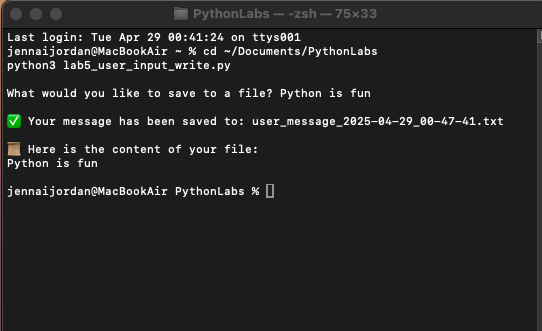 PythonLabs — -zsh — 75×33
Last login: Tue Apr 29 00:41:24 on ttys001
jennaijordan@MacBookAir ~ % cd ~/Documents/PythonLabs
python3 lab5_user_input_write.py
What would you like to save to a file? Python is fun
✅ Your message has been saved to: user_message_2025-04-29_00-47-41.txt
📜 Here is the content of your file:
Python is fun
jennaijordan@MacBookAir PythonLabs %